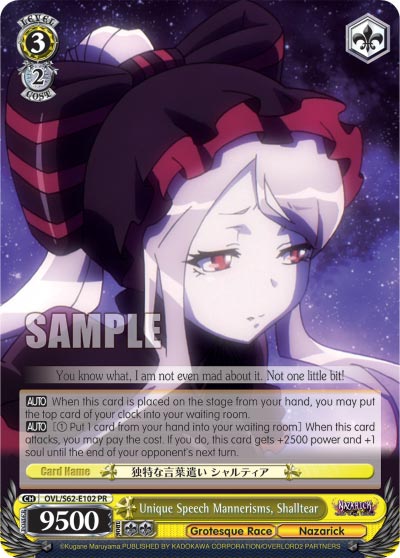 LEVEL
3
2
COST
SAMPLE
You know what, I am not even mad about it. Not one little bit!
AUTO When this card is placed on the stage from your hand, you may put
the top card of your clock into your waiting room.
AUTO [① Put 1 card from your hand into your waiting room] When this card
attacks, you may pay the cost. If you do, this card gets +2500 power and +1
soul until the end of your opponent's next turn.
Card Name
独特な言葉遣い シャルティア
CH OVL/S62-E102 PR
Unique Speech Mannerisms, Shalltear
NAZARICK
POWER
9500
SOUL
Grotesque Race
Nazarick
©Kugane Maruyama,PUBLISHED BY KADOKAWA CORPORATION/OVERLORD2 PARTNERS